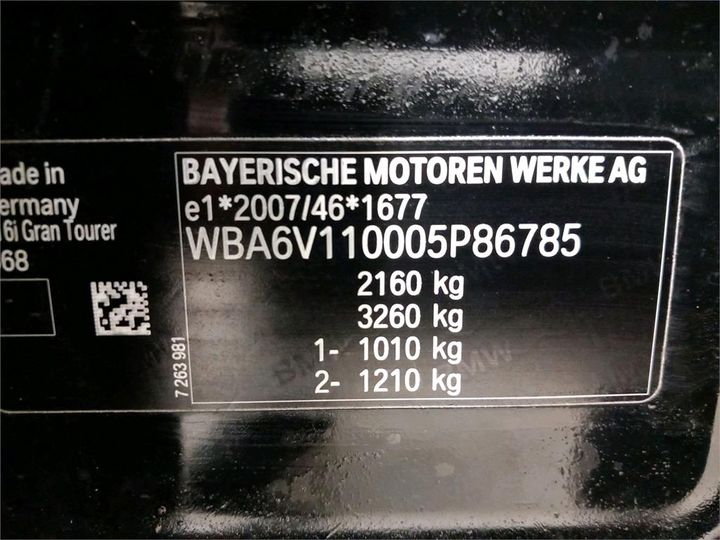 ade in
ermany
6i Gran Tourer
68
7 263 981
BAYERISCHE MOTOREN WERKE AG
e1*2007/46*1677
WBA6V110005P86785
2160 kg
3260 kg
1- 1010 kg
2- 1210 kg